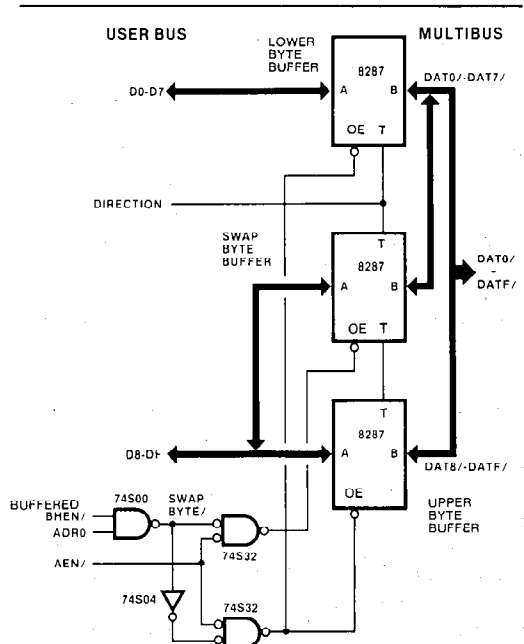 USER BUS
MULTIBUS
LOWER
BYTE
BUFFER
8287
DAT0/-DAT7/
D0-D7
A
B
OE
T
DIRECTION
SWAP
BYTE
BUFFER
T
8287
A
B
OE
DAT0/
-
DATF/
T
8287
D8-DF
A
B
DAT8/-DATF/
OE
UPPER
BYTE
BUFFER
BUFFERED
BHEN/
ADR0
74S00
SWAP
BYTE/
74S32
AEN/
74S04
74S32